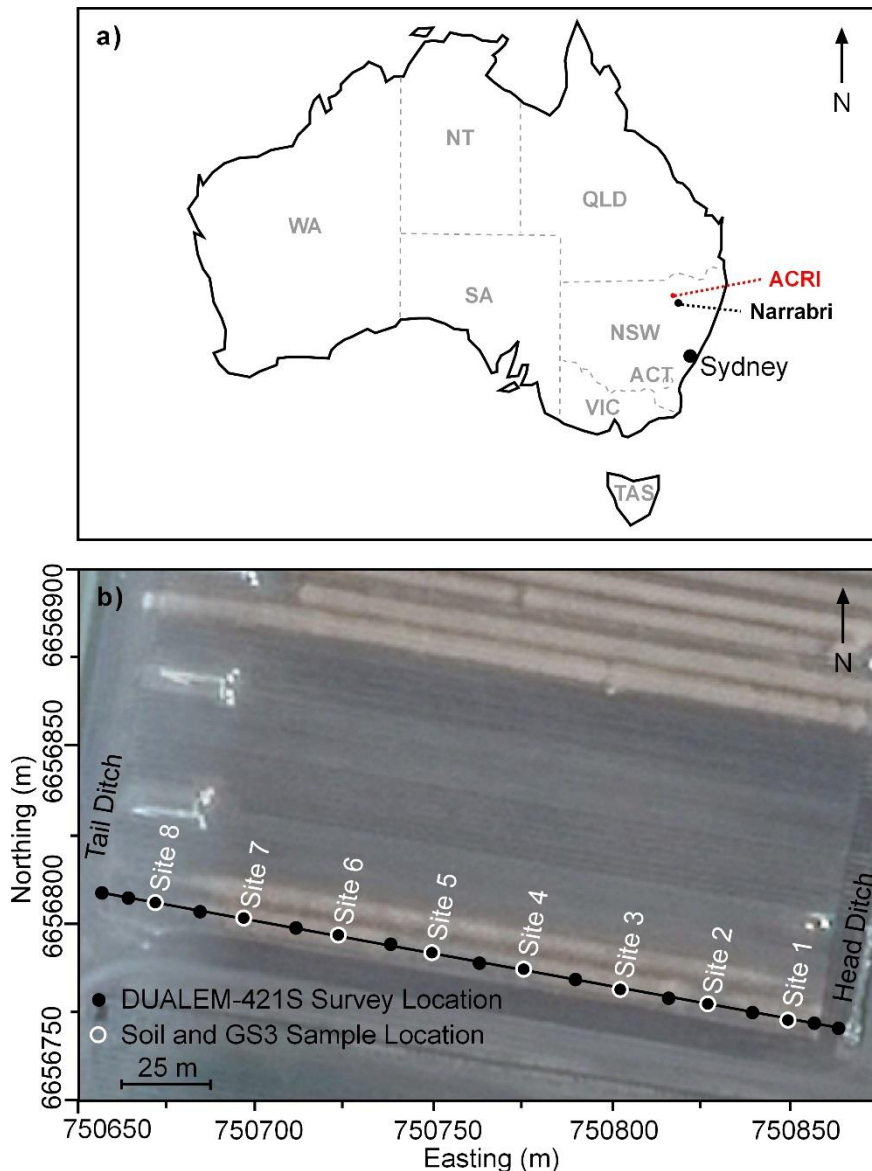 a)
N
NT
QLD
WA
SA
ACRI
Narrabri
NSW
Sydney
ACT
VIC
TAS
b)
N
6656900
6656850
6656800
6656750
Northing (m)
Tail Ditch
Site 8
Site 7
Site 6
Site 5
Site 4
Site 3
Site 2
Site 1
Head Ditch
DUALEM-421S Survey Location
Soil and GS3 Sample Location
25 m
750650
750700
750750
750800
750850
Easting (m)